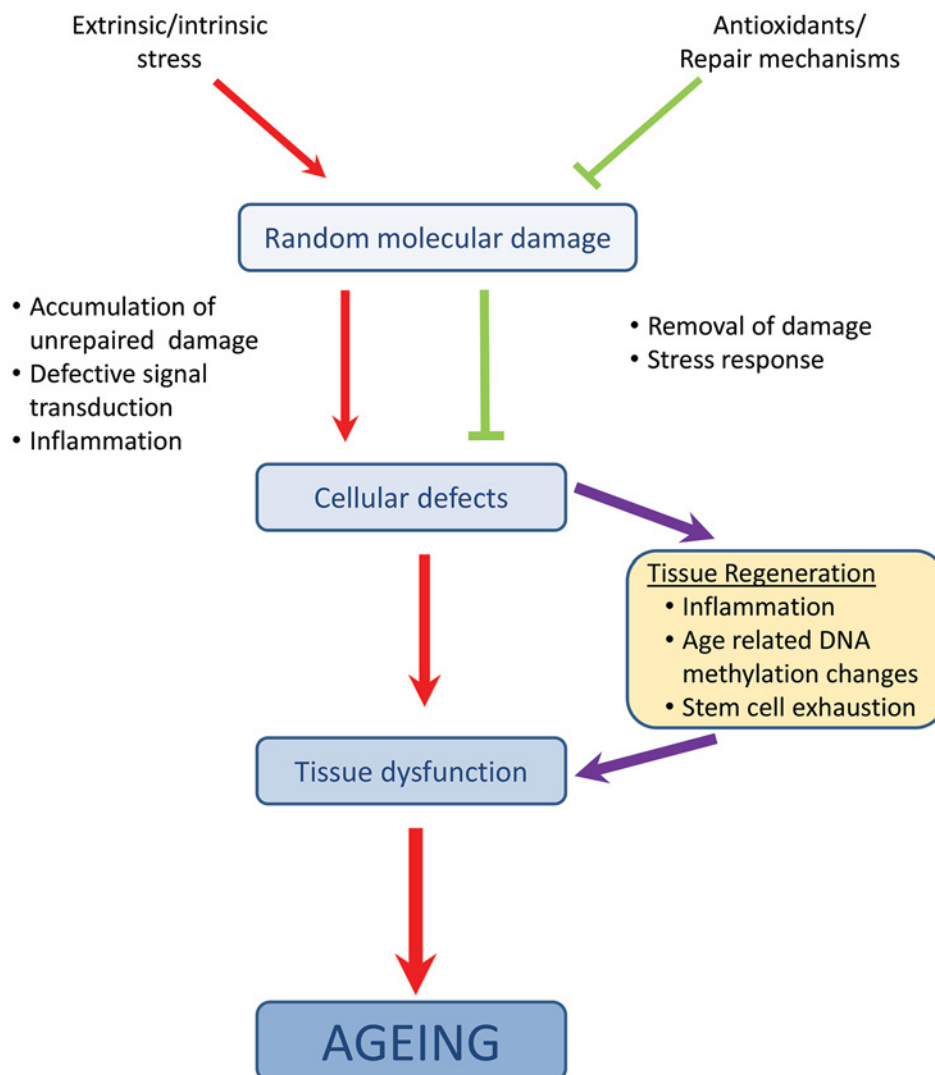 Extrinsic/intrinsic
stress
Antioxidants/
Repair mechanisms
Random molecular damage
• Accumulation of
unrepaired damage
• Defective signal
transduction
• Inflammation
• Removal of damage
• Stress response
Cellular defects
Tissue Regeneration
• Inflammation
• Age related DNA
methylation changes
• Stem cell exhaustion
Tissue dysfunction
AGEING